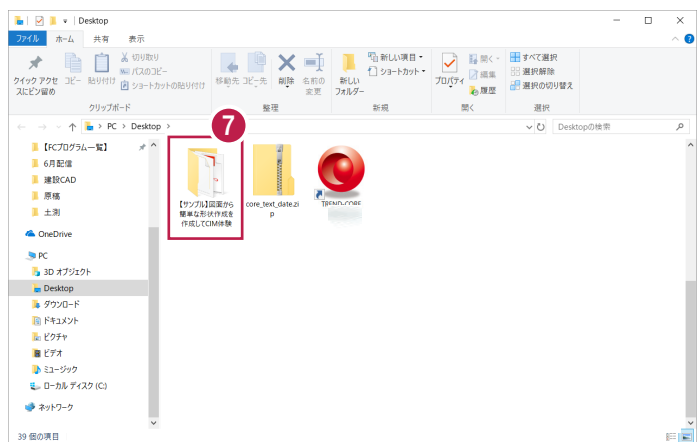 Desktop
ファイル ホーム 共有 表示
クイック アクセスにピン留め
コピー
貼り付け
切り取り
パスのコピー
ショートカットの貼り付け
移動先
コピー先
削除
名前の変更
新しいフォルダー
新しい項目
ショートカット
プロパティ
開く
編集
履歴
すべて選択
選択解除
選択の切り替え
クリップボード 整理 新規 開く 選択
PC > Desktop >
Desktopの検索
7
【FCプログラム一覧】
6月配信
建設CAD
原稿
土測
OneDrive
PC
3D オブジェクト
Desktop
ダウンロード
ドキュメント
ピクチャ
ビデオ
ミュージック
ローカル ディスク (C:)
ネットワーク
【サンプル】図面から
簡単な形状作成を
作成してCIM体験
core_text_date.zi
p
TREND-CORE
39 個の項目